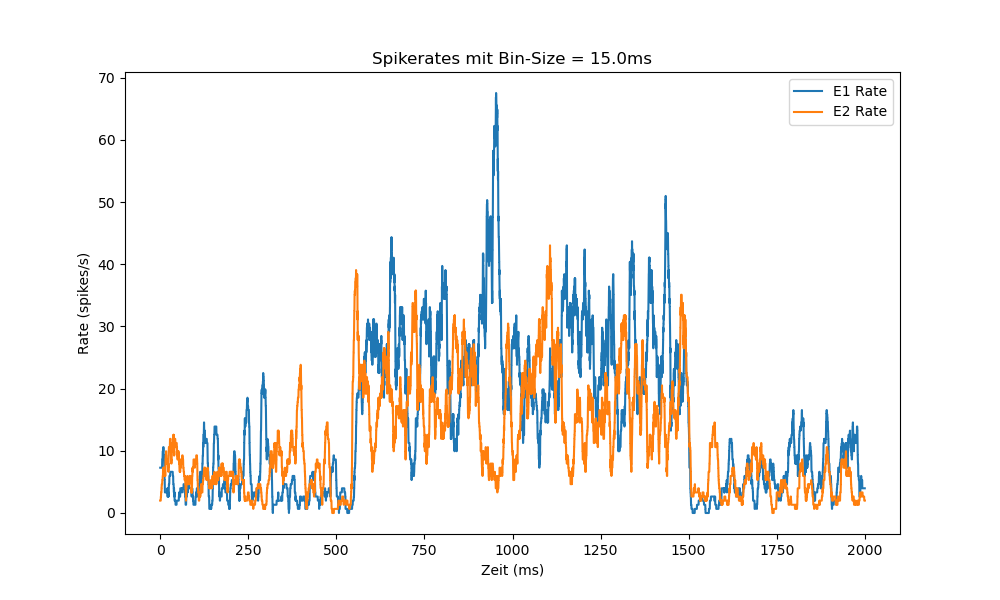 Spikerates mit Bin-Size = 15.0ms
E1 Rate
E2 Rate
70
60
50
40
30
20
10
0
Rate (spikes/s)
0 250 500 750 1000 1250 1500 1750 2000
Zeit (ms)